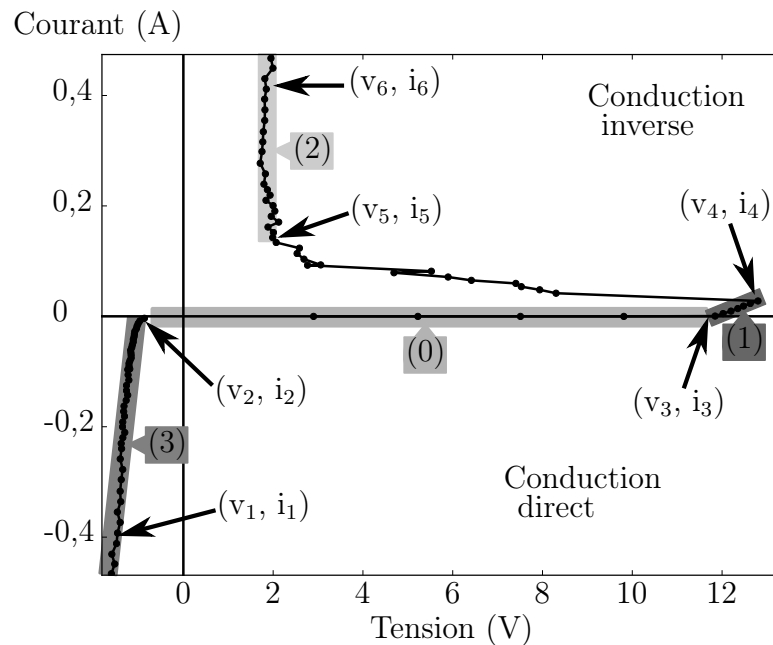 Courant (A)
0,4
0,2
0
-0,2
-0,4
(v₆, i₆)
Conduction
inverse
(2)
(v₅, i₅)
(v₄, i₄)
(0)
(1)
(v₂, i₂)
(v₃, i₃)
(3)
Conduction
direct
(v₁, i₁)
0 2 4 6 8 10 12
Tension (V)